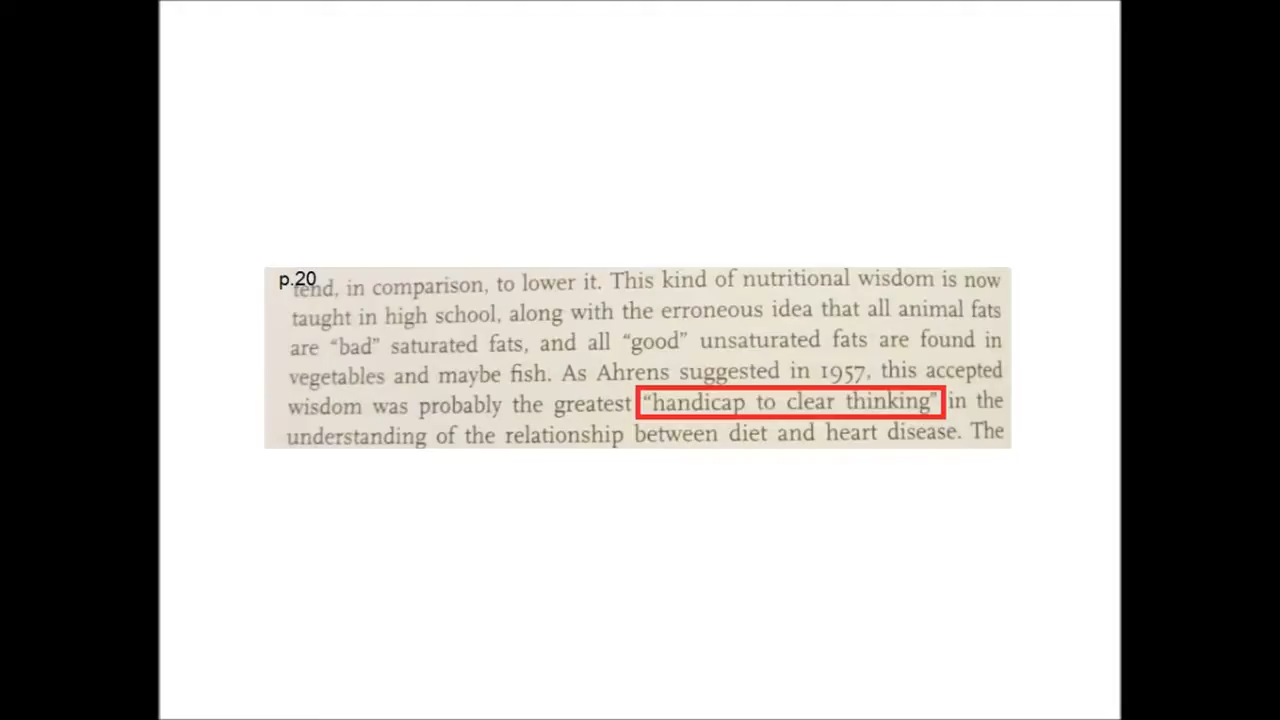 p.20
tend, in comparison, to lower it. This kind of nutritional wisdom is now
taught in high school, along with the erroneous idea that all animal fats
are “bad” saturated fats, and all “good” unsaturated fats are found in
vegetables and maybe fish. As Ahrens suggested in 1957, this accepted
wisdom was probably the greatest “handicap to clear thinking” in the
understanding of the relationship between diet and heart disease. The